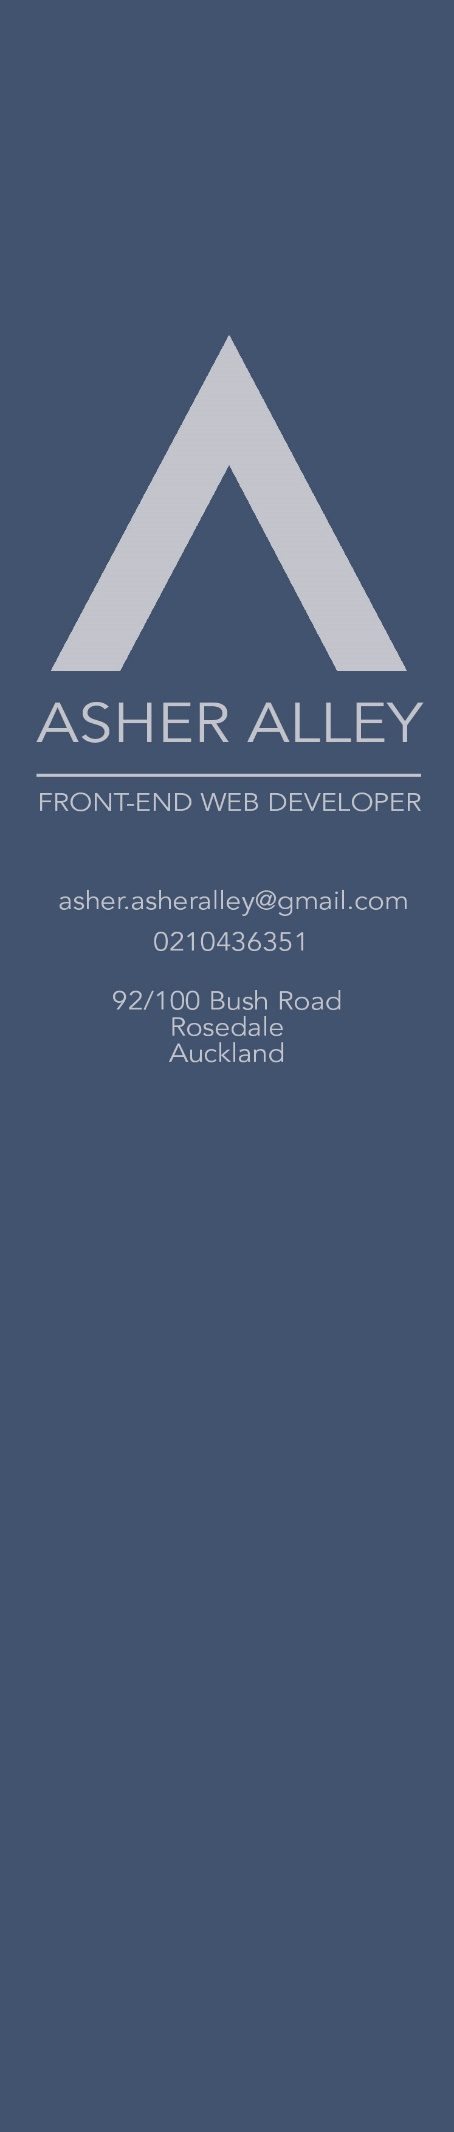 ASHER ALLEY
FRONT-END WEB DEVELOPER
asher.asheralley@gmail.com
0210436351
92/100 Bush Road
Rosedale
Auckland